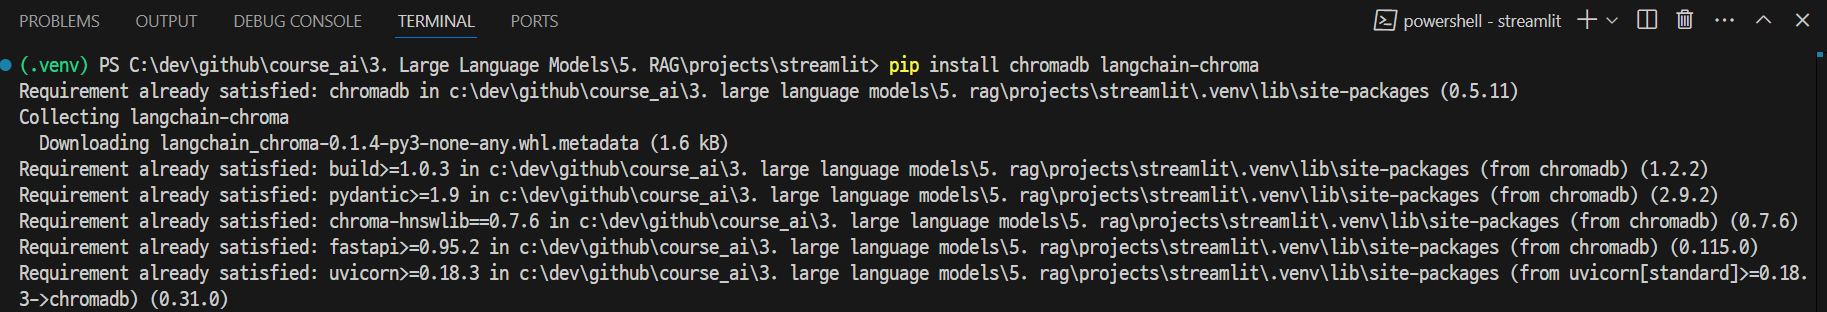 PROBLEMS OUTPUT DEBUG CONSOLE TERMINAL PORTS powershell - streamlit
(.venv) PS C:\dev\github\course_ai\3. Large Language Models\5. RAG\projects\streamlit> pip install chromadb langchain-chroma
Requirement already satisfied: chromadb in c:\dev\github\course_ai\3. large language models\5. rag\projects\streamlit\.venv\lib\site-packages (0.5.11)
Collecting langchain-chroma
  Downloading langchain_chroma-0.1.4-py3-none-any.whl.metadata (1.6 kB)
Requirement already satisfied: build>=1.0.3 in c:\dev\github\course_ai\3. large language models\5. rag\projects\streamlit\.venv\lib\site-packages (from chromadb) (1.2.2)
Requirement already satisfied: pydantic>=1.9 in c:\dev\github\course_ai\3. large language models\5. rag\projects\streamlit\.venv\lib\site-packages (from chromadb) (2.9.2)
Requirement already satisfied: chroma-hnswlib==0.7.6 in c:\dev\github\course_ai\3. large language models\5. rag\projects\streamlit\.venv\lib\site-packages (from chromadb) (0.7.6)
Requirement already satisfied: fastapi>=0.95.2 in c:\dev\github\course_ai\3. large language models\5. rag\projects\streamlit\.venv\lib\site-packages (from chromadb) (0.115.0)
Requirement already satisfied: uvicorn>=0.18.3 in c:\dev\github\course_ai\3. large language models\5. rag\projects\streamlit\.venv\lib\site-packages (from uvicorn[standard]>=0.18.
3->chromadb) (0.31.0)